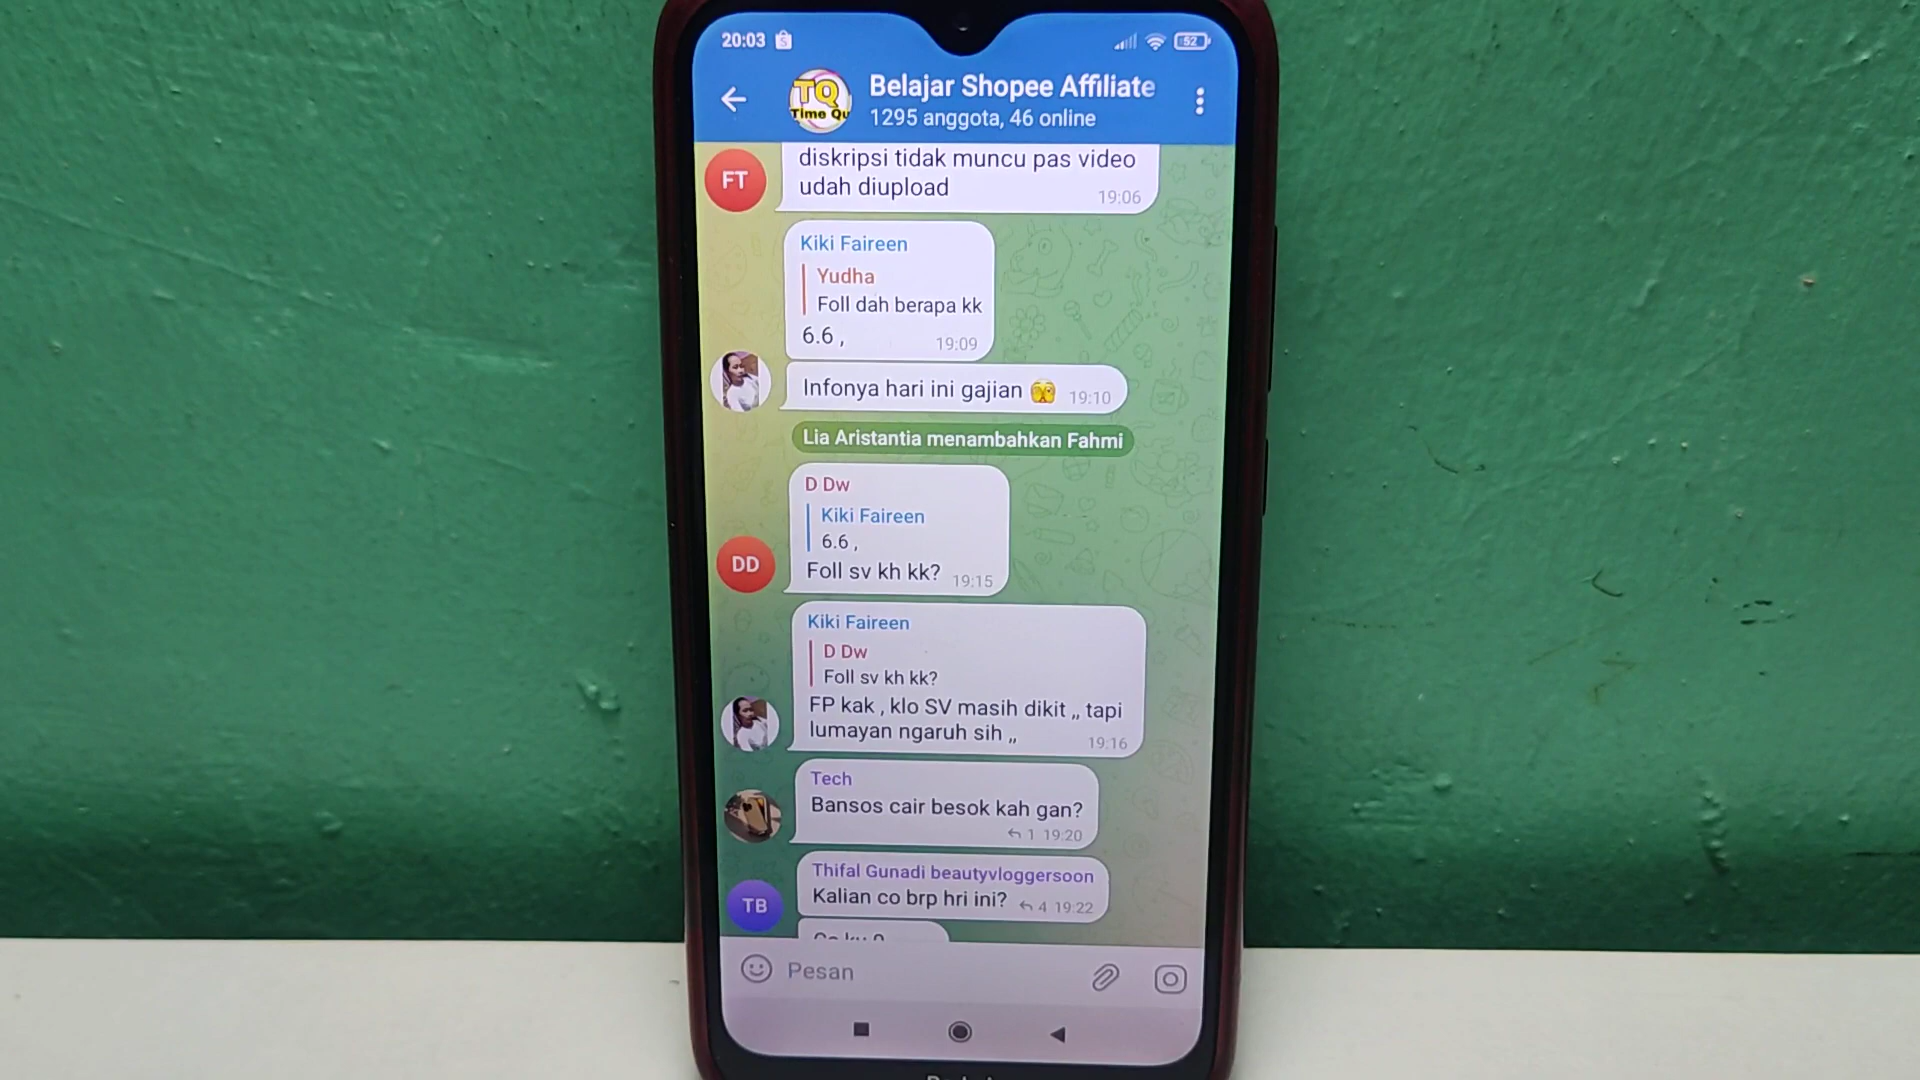 20:03
52
TQ
Time Qu
Belajar Shopee Affiliate
1295 anggota, 46 online
FT
diskripsi tidak muncu pas video
udah diupload
19:06
Kiki Faireen
Yudha
Foll dah berapa kk
6.6 ,
19:09
Infonya hari ini gajian 🫣 19:10
Lia Aristantia menambahkan Fahmi
D Dw
Kiki Faireen
6.6 ,
DD
Foll sv kh kk? 19:15
Kiki Faireen
D Dw
Foll sv kh kk?
FP kak , klo SV masih dikit ,, tapi
lumayan ngaruh sih ,,
19:16
Tech
Bansos cair besok kah gan?
1 19:20
Thifal Gunadi beautyvloggersoon
TB
Kalian co brp hri ini? 4 19:22
Pesan